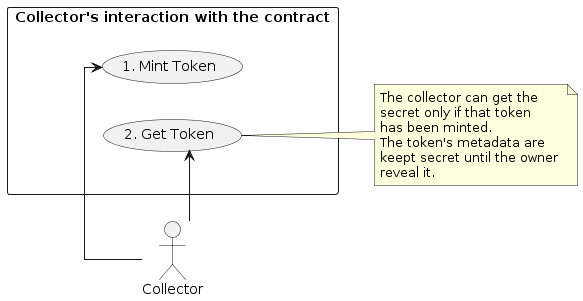 Collector's interaction with the contract
1. Mint Token
2. Get Token
The collector can get the
secret only if that token
has been minted.
The token's metadata are
keept secret until the owner
reveal it.
Collector